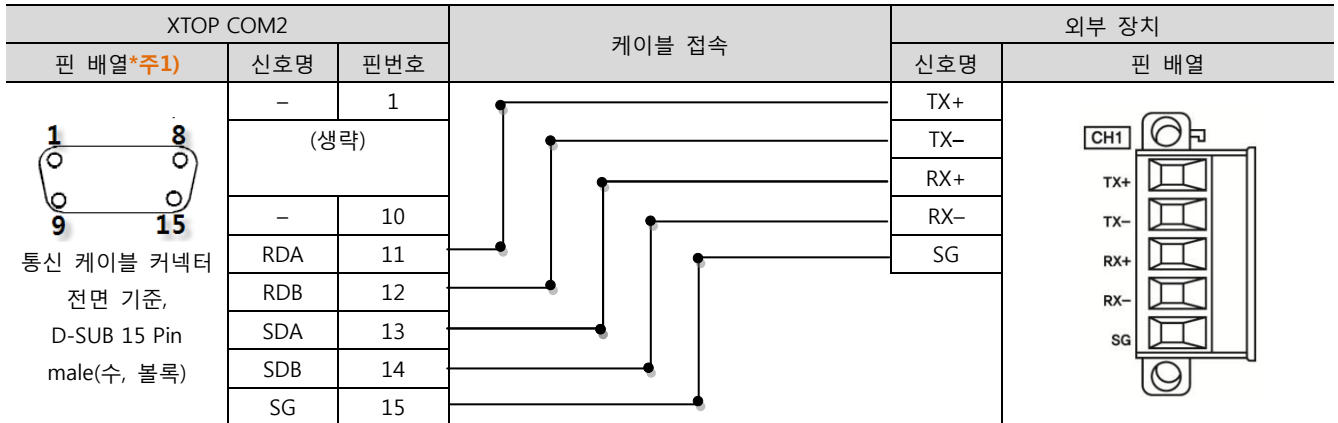 XTOP COM2 케이블 접속 외부 장치
핀 배열*주1) 신호명 핀번호 신호명 핀 배열
– 1 TX+
(생략) TX–
RX+
– 10 RX–
RDA 11 SG
RDB 12
SDA 13
SDB 14
SG 15
1 8
9 15
통신 케이블 커넥터
전면 기준,
D-SUB 15 Pin
male(수, 볼록)
CH1
TX+
TX–
RX+
RX–
SG